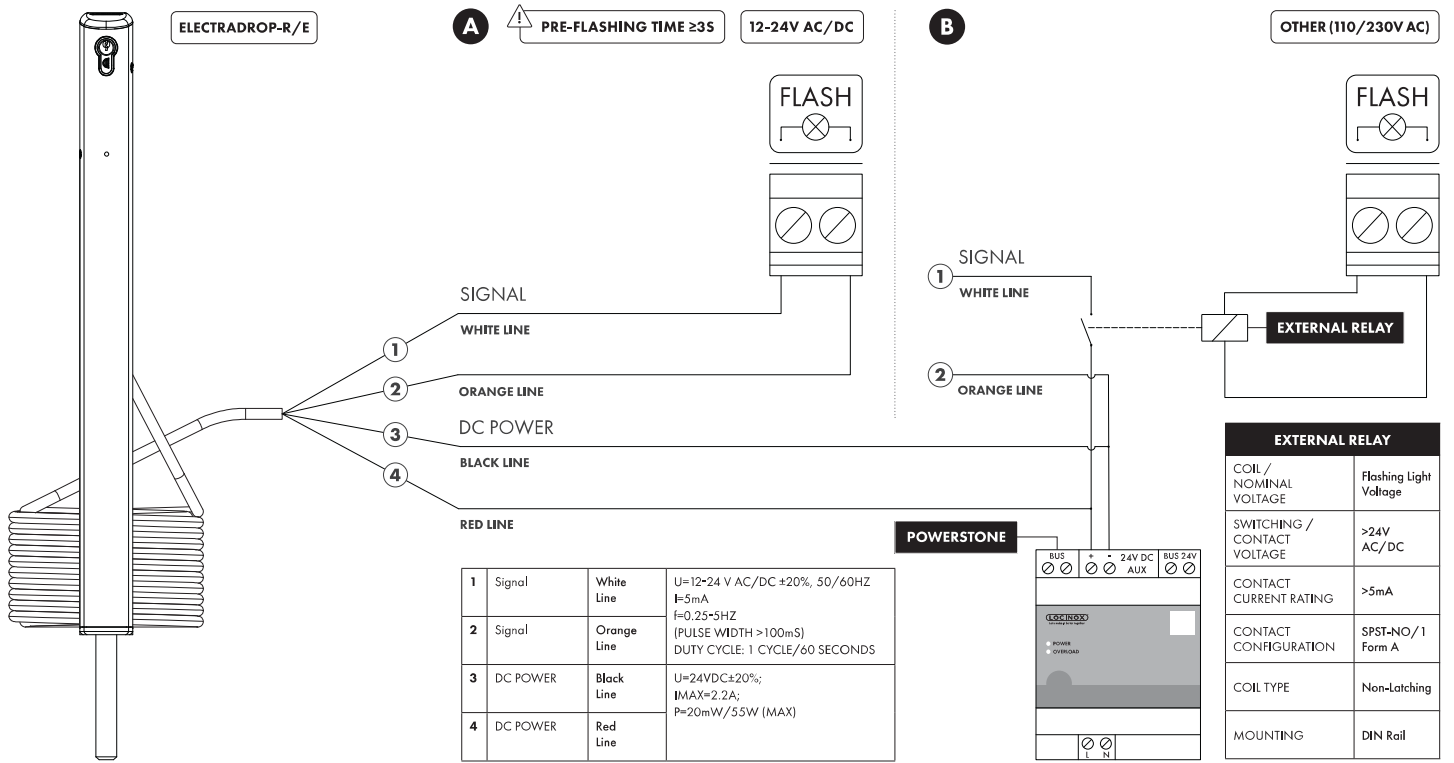 ELECTRADROP-R/E
A
PRE-FLASHING TIME ≥3S
12-24V AC/DC
FLASH
SIGNAL
WHITE LINE
1
2
ORANGE LINE
3
DC POWER
BLACK LINE
4
RED LINE
B
OTHER (110/230V AC)
FLASH
SIGNAL
1
WHITE LINE
EXTERNAL RELAY
2
ORANGE LINE
POWERSTONE
BUS
+ - 24V DC
AUX
BUS 24V
LOCINOX
POWER
OVERLOAD
L N
1 Signal White Line U=12-24 V AC/DC ±20%, 50/60HZ
I=5mA
f=0.25-5HZ
2 Signal Orange Line (PULSE WIDTH >100mS)
DUTY CYCLE: 1 CYCLE/60 SECONDS
3 DC POWER Black Line U=24VDC±20%;
IMAX=2.2A;
P=20mW/55W (MAX)
4 DC POWER Red Line
EXTERNAL RELAY
COIL / NOMINAL VOLTAGE Flashing Light Voltage
SWITCHING / CONTACT VOLTAGE >24V AC/DC
CONTACT CURRENT RATING >5mA
CONTACT CONFIGURATION SPST-NO/1 Form A
COIL TYPE Non-Latching
MOUNTING DIN Rail